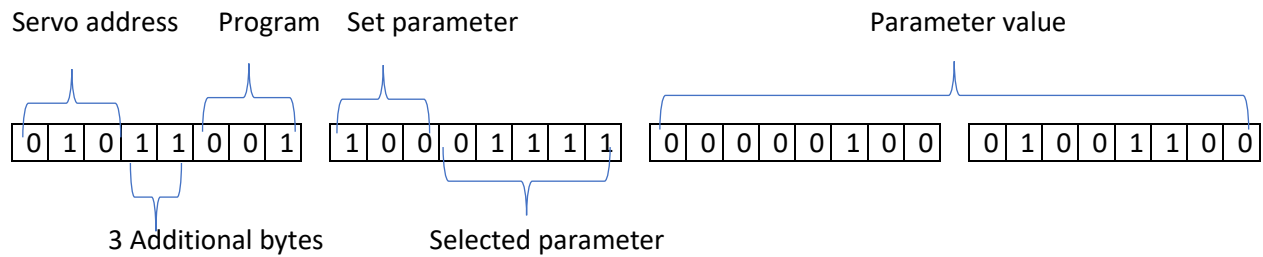 Servo address Program Set parameter Parameter value
0 1 0 1 1 0 0 1 1 0 0 0 1 1 1 1 0 0 0 0 0 1 0 0 0 1 0 0 1 1 0 0
3 Additional bytes Selected parameter